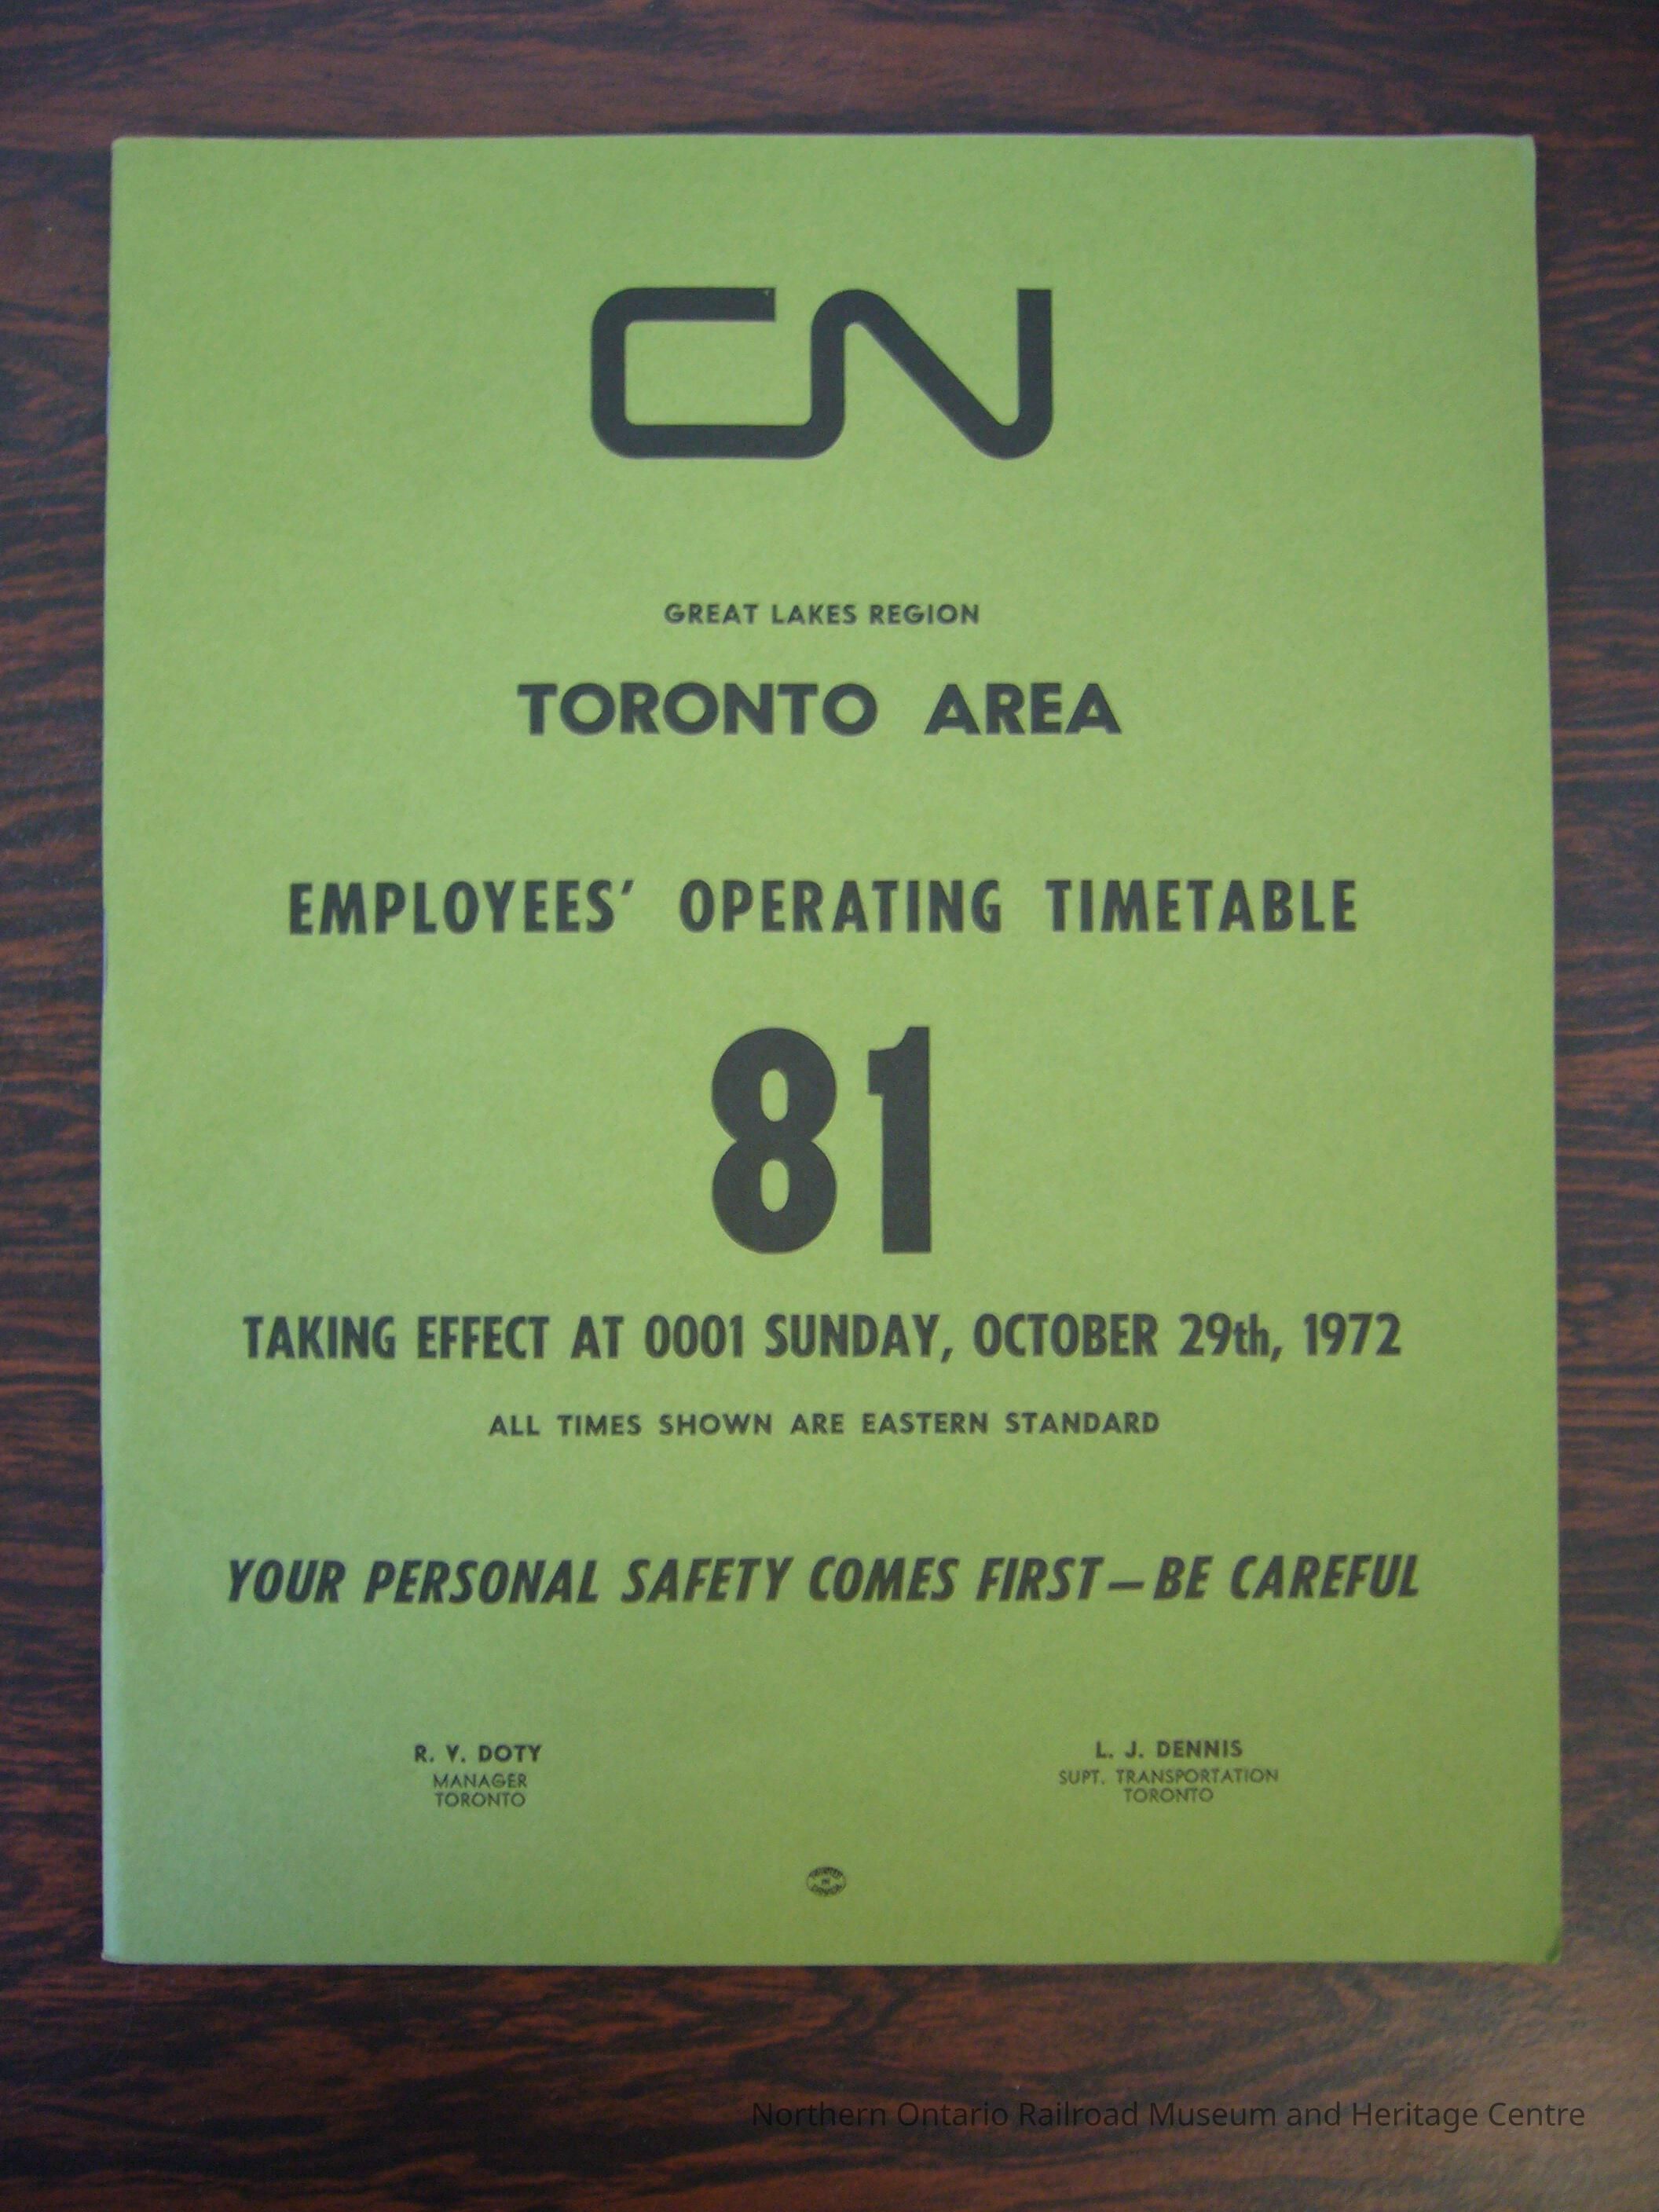 CN
GREAT LAKES REGION
TORONTO AREA
EMPLOYEES' OPERATING TIMETABLE
81
TAKING EFFECT AT 0001 SUNDAY, OCTOBER 29th, 1972
ALL TIMES SHOWN ARE EASTERN STANDARD
YOUR PERSONAL SAFETY COMES FIRST—BE CAREFUL
R. V. DOTY
MANAGER
TORONTO
L. J. DENNIS
SUPT. TRANSPORTATION
TORONTO
Northern Ontario Railroad Museum and Heritage Centre